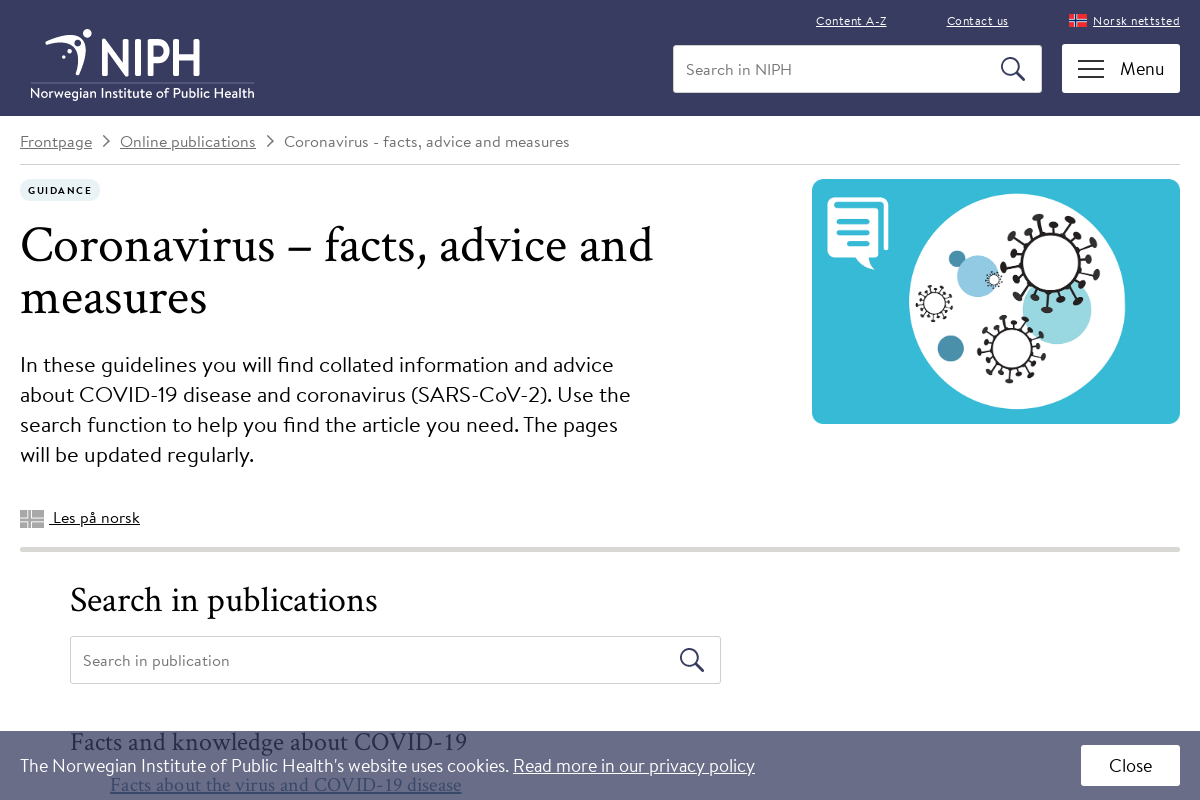 Content A-Z Contact us Norsk nettsted
NIPH
Norwegian Institute of Public Health
Search in NIPH
Menu
Frontpage Online publications Coronavirus - facts, advice and measures
GUIDANCE
Coronavirus – facts, advice and
measures
In these guidelines you will find collated information and advice
about COVID-19 disease and coronavirus (SARS-CoV-2). Use the
search function to help you find the article you need. The pages
will be updated regularly.
Les på norsk
Search in publications
Search in publication
Facts and knowledge about COVID-19
The Norwegian Institute of Public Health's website uses cookies. Read more in our privacy policy
Close
Facts about the virus and COVID-19 disease